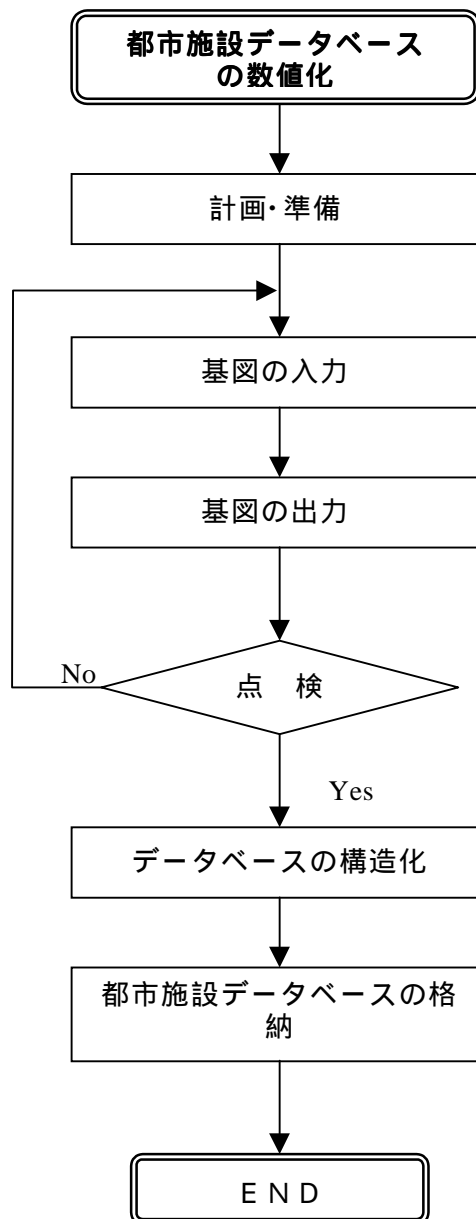 都市施設データベース
の数値化
計画・準備
基図の入力
基図の出力
No
点　検
Yes
データベースの構造化
都市施設データベースの格
納
ＥＮＤ